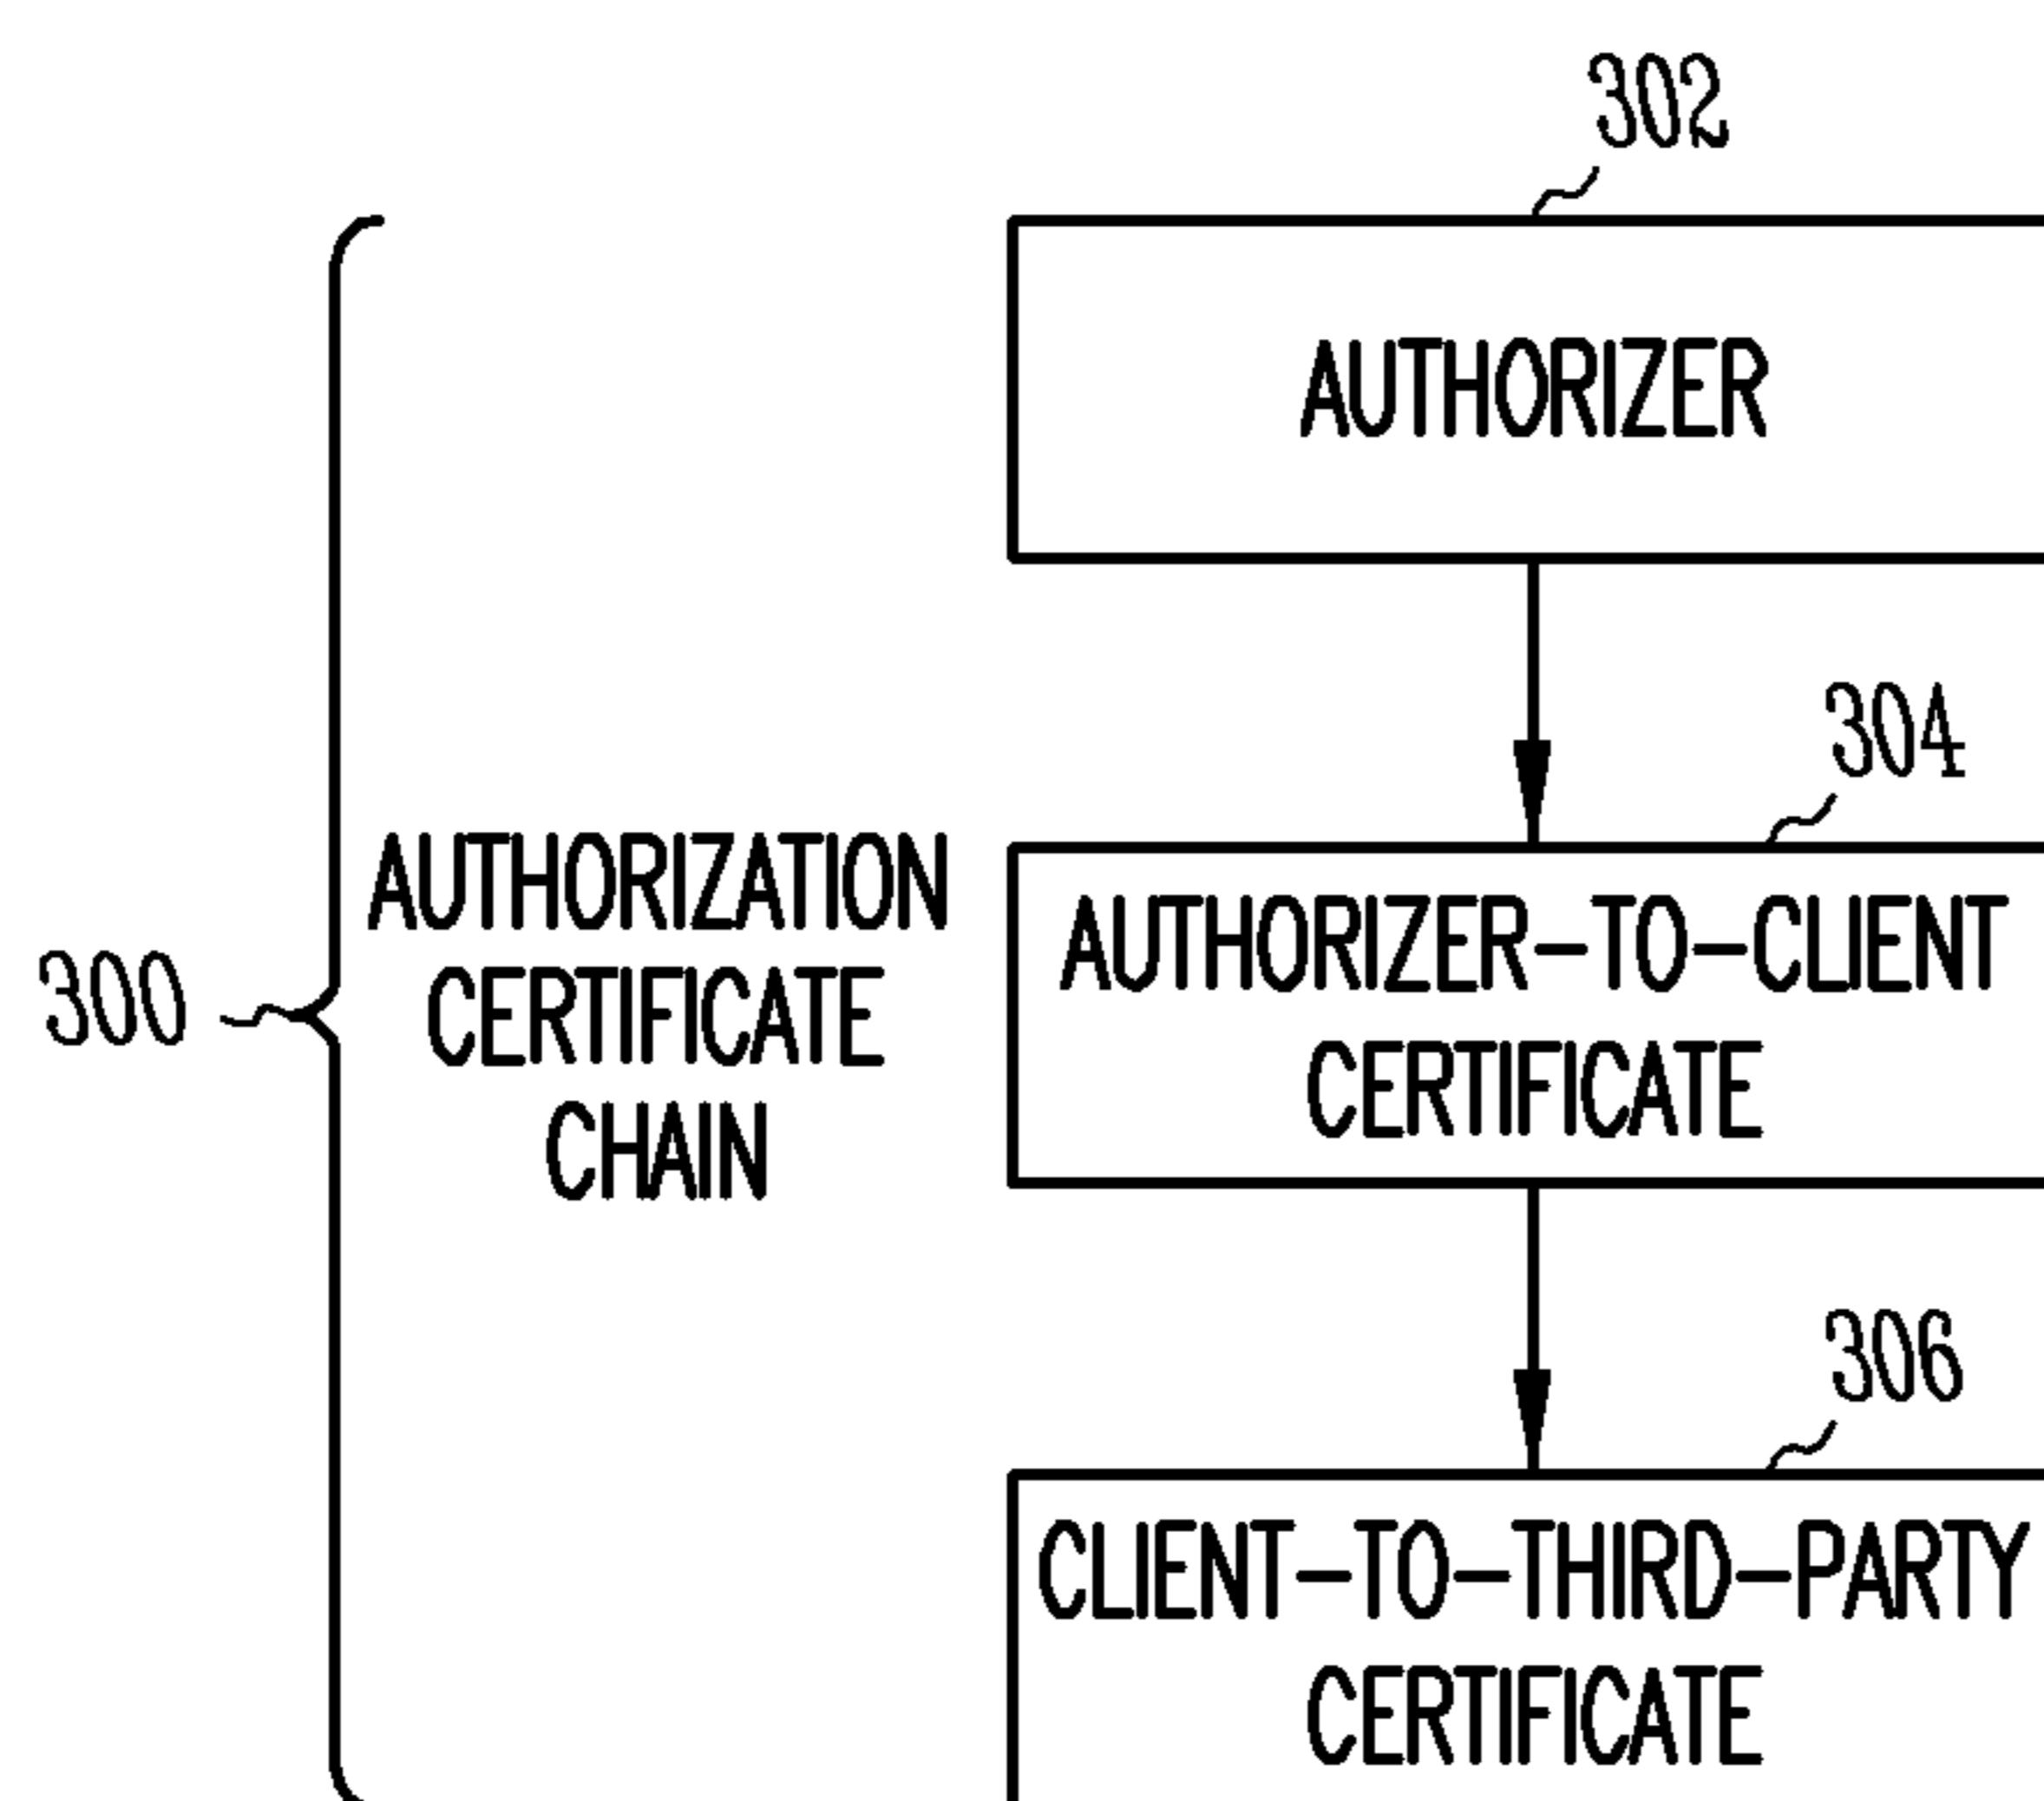 302
AUTHORIZER
304
AUTHORIZER-TO-CLIENT
CERTIFICATE
300
AUTHORIZATION
CERTIFICATE
CHAIN
306
CLIENT-TO-THIRD-PARTY
CERTIFICATE